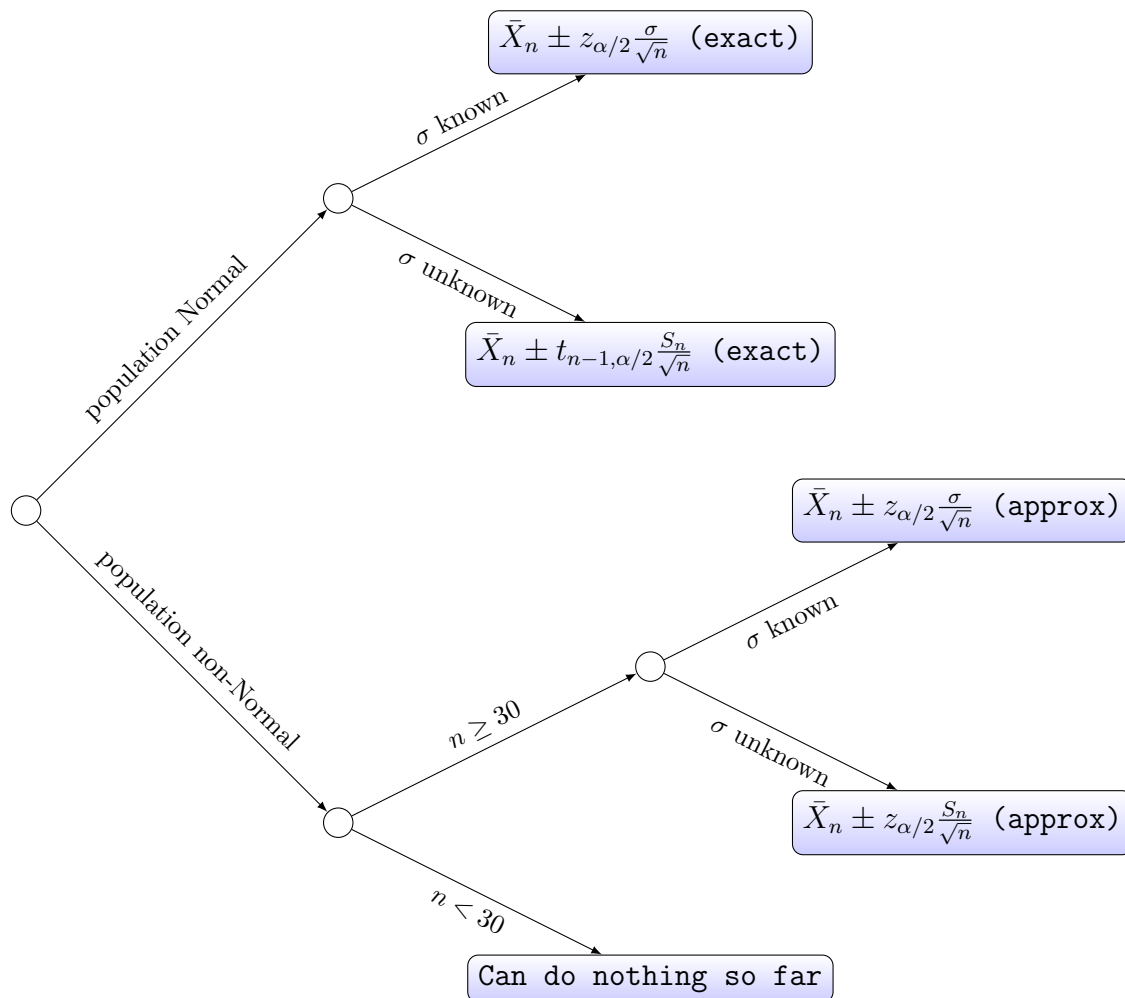 X̄ₙ ± z_{α/2} σ/√n (exact)
σ known
σ unknown
X̄ₙ ± t_{n−1,α/2} Sₙ/√n (exact)
population Normal
population non-Normal
X̄ₙ ± z_{α/2} σ/√n (approx)
σ known
n ≥ 30
σ unknown
X̄ₙ ± z_{α/2} Sₙ/√n (approx)
n < 30
Can do nothing so far